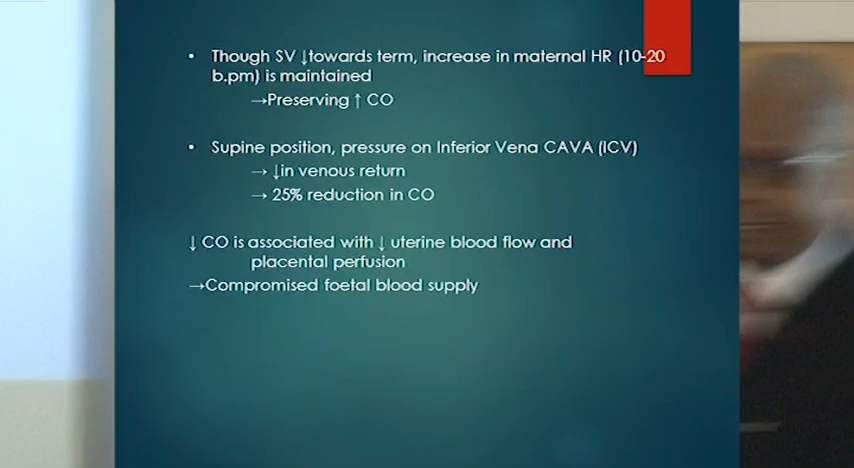 • Though SV ↓towards term, increase in maternal HR (10-20
b.pm) is maintained
→Preserving ↑ CO
• Supine position, pressure on Inferior Vena CAVA (ICV)
→ ↓in venous return
→ 25% reduction in CO
↓ CO is associated with ↓ uterine blood flow and
placental perfusion
→Compromised foetal blood supply